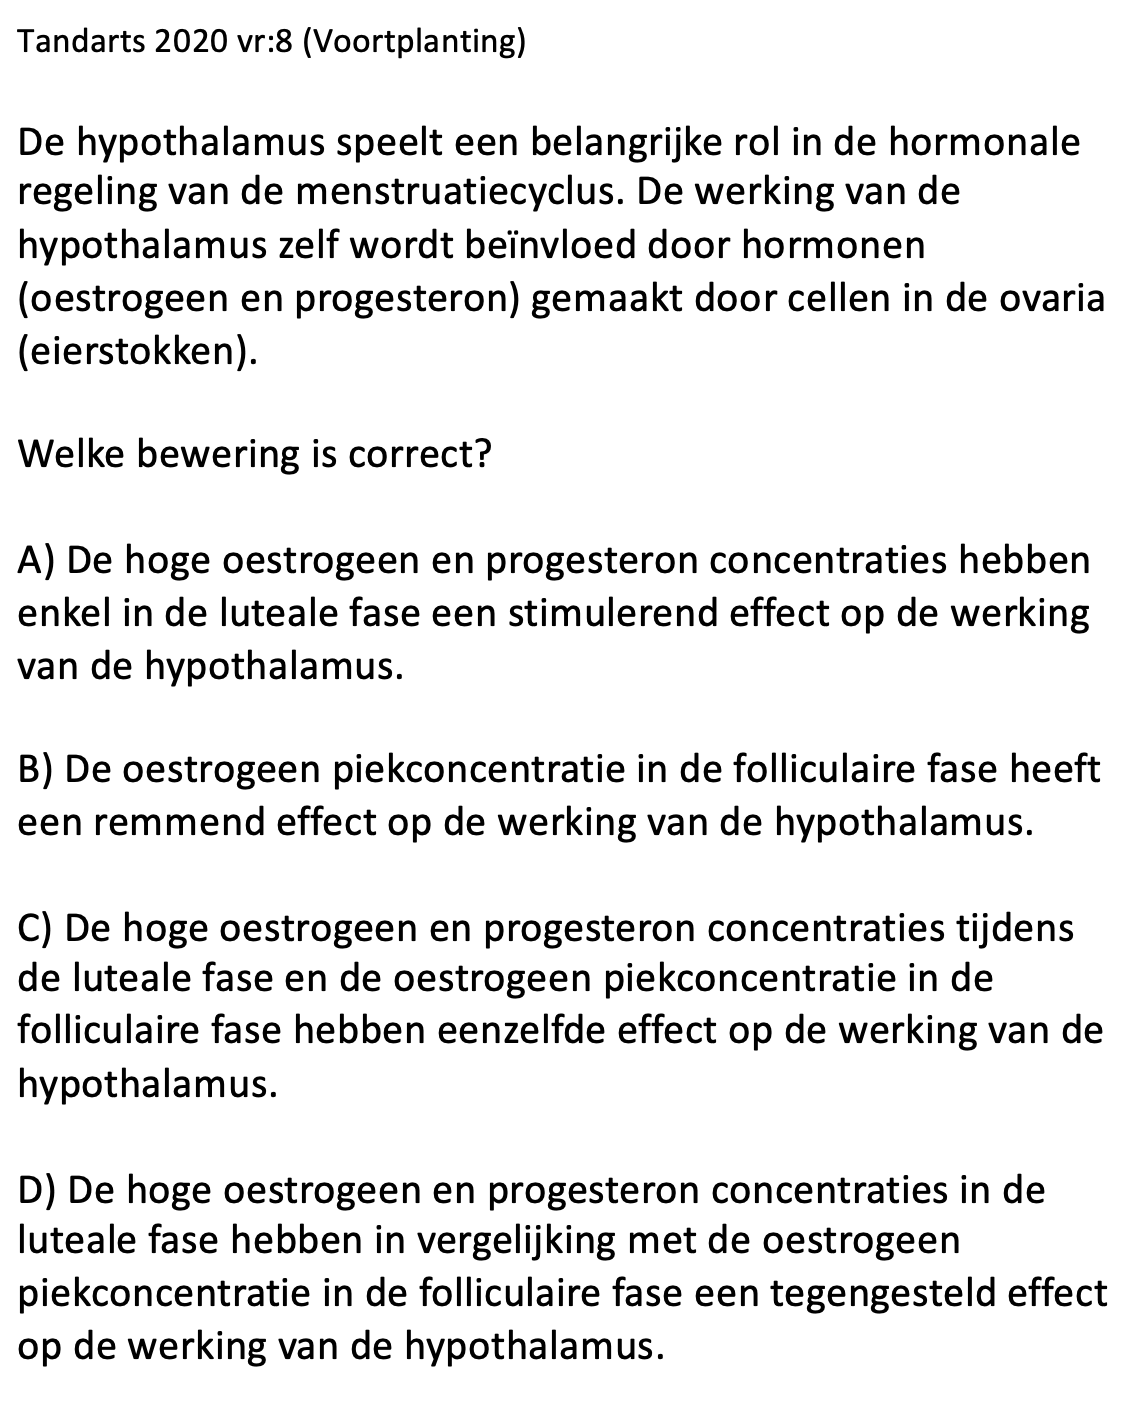 Tandarts 2020 vr:8 (Voortplanting)
De hypothalamus speelt een belangrijke rol in de hormonale
regeling van de menstruatiecyclus. De werking van de
hypothalamus zelf wordt beïnvloed door hormonen
(oestrogeen en progesteron) gemaakt door cellen in de ovaria
(eierstokken).
Welke bewering is correct?
A) De hoge oestrogeen en progesteron concentraties hebben
enkel in de luteale fase een stimulerend effect op de werking
van de hypothalamus.
B) De oestrogeen piekconcentratie in de folliculaire fase heeft
een remmend effect op de werking van de hypothalamus.
C) De hoge oestrogeen en progesteron concentraties tijdens
de luteale fase en de oestrogeen piekconcentratie in de
folliculaire fase hebben eenzelfde effect op de werking van de
hypothalamus.
D) De hoge oestrogeen en progesteron concentraties in de
luteale fase hebben in vergelijking met de oestrogeen
piekconcentratie in de folliculaire fase een tegengesteld effect
op de werking van de hypothalamus.